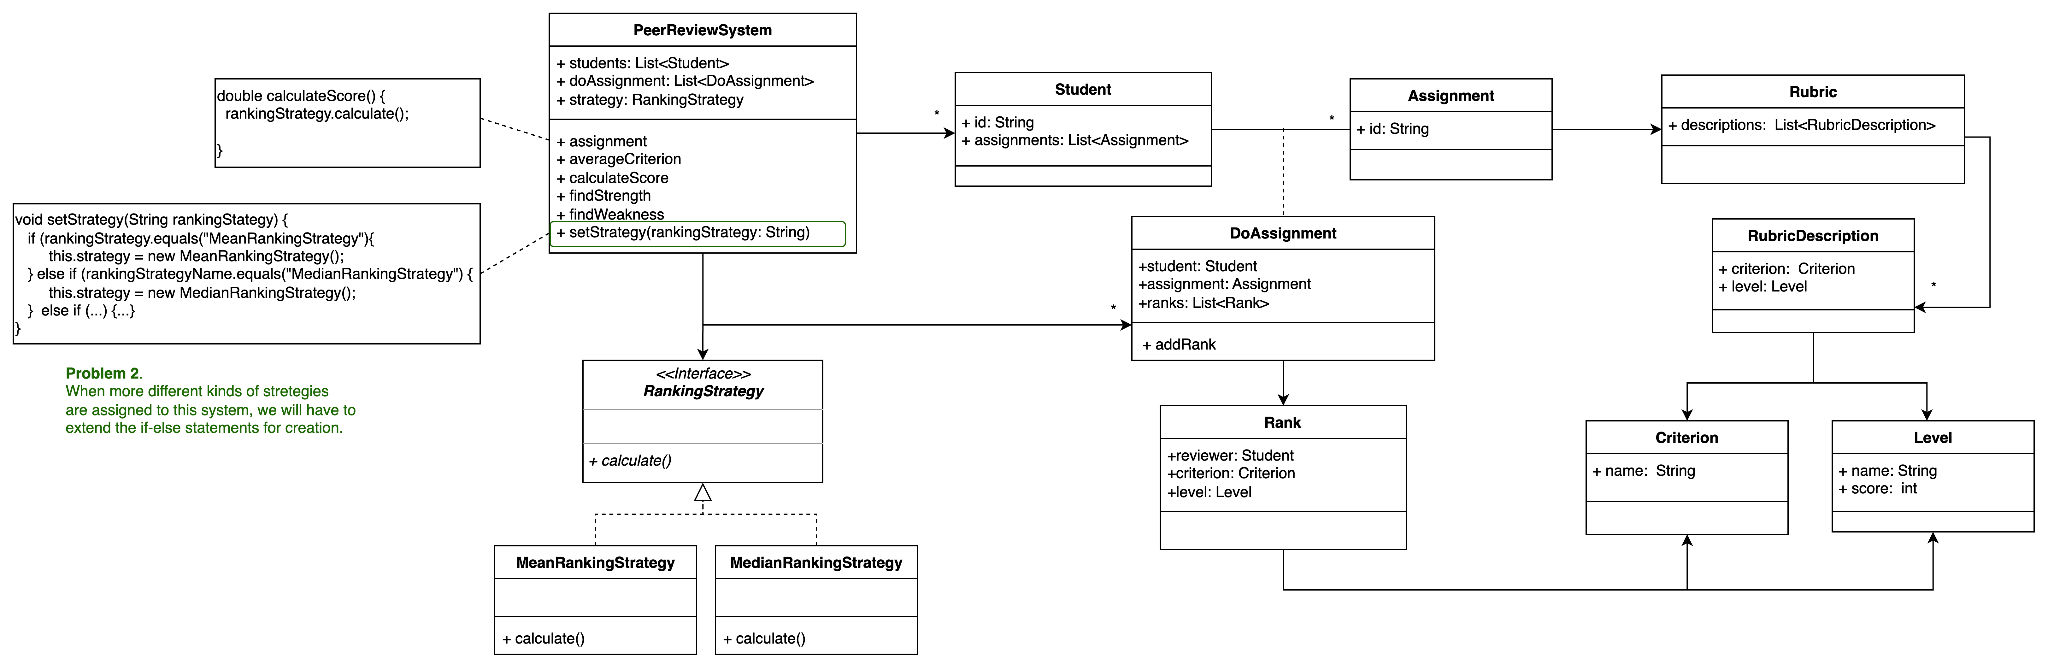 PeerReviewSystem
+ students: List<Student>
+ doAssignment: List<DoAssignment>
+ strategy: RankingStrategy
+ assignment
+ averageCriterion
+ calculateScore
+ findStrength
+ findWeakness
+ setStrategy(rankingStrategy: String)
double calculateScore() {
rankingStrategy.calculate();
}
void setStrategy(String rankingStategy) {
if (rankingStrategy.equals("MeanRankingStrategy"){
this.strategy = new MeanRankingStrategy();
} else if (rankingStrategyName.equals("MedianRankingStrategy") {
this.strategy = new MedianRankingStrategy();
} else if (...) {...}
}
Problem 2.
When more different kinds of stretegies
are assigned to this system, we will have to
extend the if-else statements for creation.
*
Student
+ id: String
+ assignments: List<Assignment>
*
Assignment
+ id: String
Rubric
+ descriptions: List<RubricDescription>
*
DoAssignment
+student: Student
+assignment: Assignment
+ranks: List<Rank>
+ addRank
RubricDescription
+ criterion: Criterion
+ level: Level
*
<<Interface>>
RankingStrategy
+ calculate()
Rank
+reviewer: Student
+criterion: Criterion
+level: Level
Criterion
+ name: String
Level
+ name: String
+ score: int
MeanRankingStrategy
+ calculate()
MedianRankingStrategy
+ calculate()